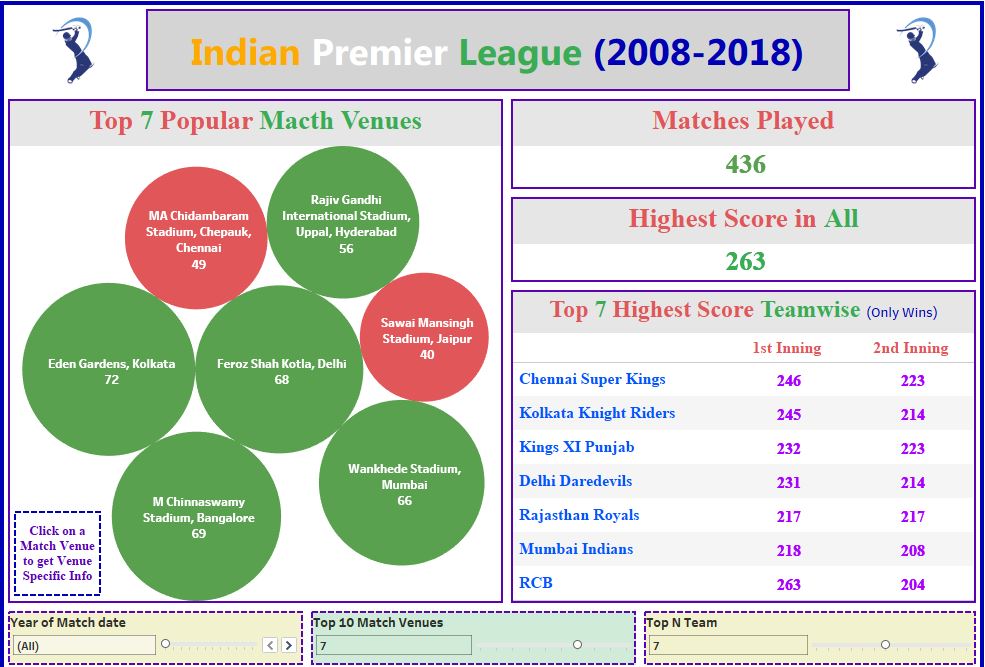 Indian Premier League (2008-2018)
Top 7 Popular Macth Venues
MA Chidambaram
Stadium, Chepauk,
Chennai
49
Rajiv Gandhi
International Stadium,
Uppal, Hyderabad
56
Sawai Mansingh
Stadium, Jaipur
40
Eden Gardens, Kolkata
72
Feroz Shah Kotla, Delhi
68
Wankhede Stadium,
Mumbai
66
M Chinnaswamy
Stadium, Bangalore
69
Click on a
Match Venue
to get Venue
Specific Info
Matches Played
436
Highest Score in All
263
Top 7 Highest Score Teamwise (Only Wins)
1st Inning 2nd Inning
Chennai Super Kings 246 223
Kolkata Knight Riders 245 214
Kings XI Punjab 232 223
Delhi Daredevils 231 214
Rajasthan Royals 217 217
Mumbai Indians 218 208
RCB 263 204
Year of Match date
(All)
Top 10 Match Venues
7
Top N Team
7